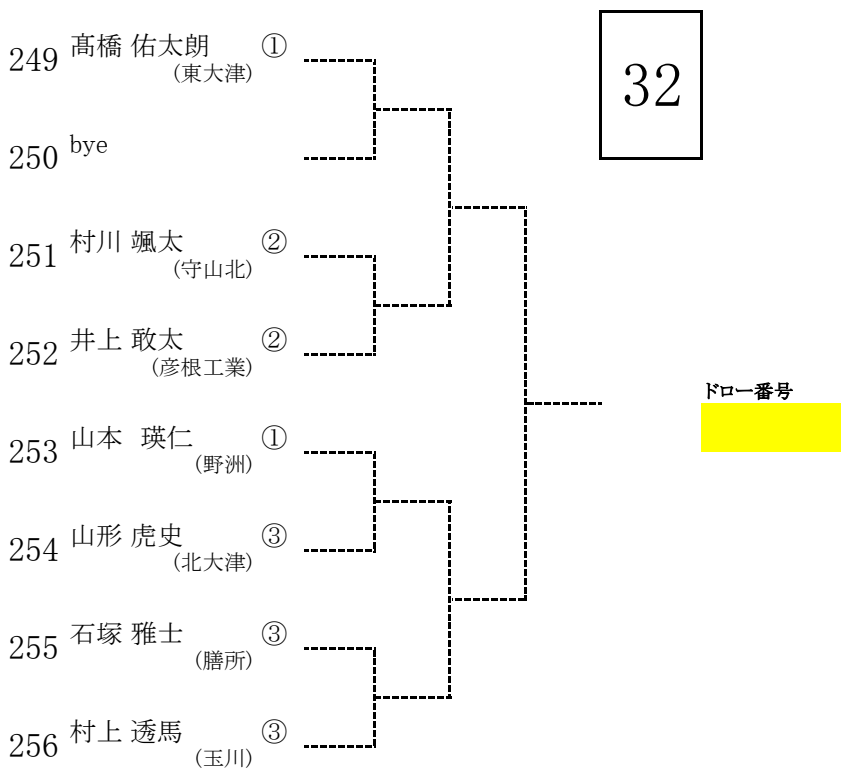 32
249 髙橋 佑太朗 ①
(東大津)
250 bye
251 村川 颯太 ②
(守山北)
252 井上 敢太 ②
(彦根工業)
ドロー番号
253 山本 瑛仁 ①
(野洲)
254 山形 虎史 ③
(北大津)
255 石塚 雅士 ③
(膳所)
256 村上 透馬 ③
(玉川)